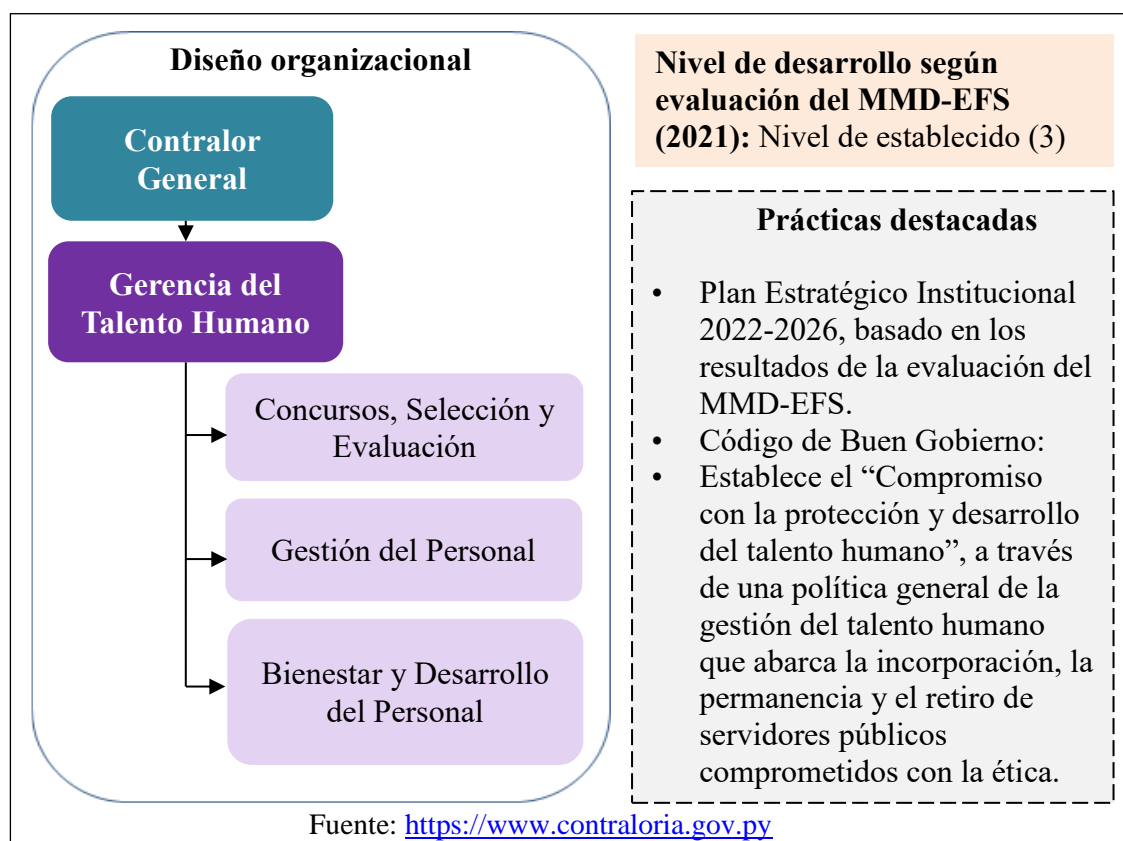 Diseño organizacional
Contralor
General
Gerencia del
Talento Humano
Concursos, Selección y
Evaluación
Gestión del Personal
Bienestar y Desarrollo
del Personal
Nivel de desarrollo según
evaluación del MMD-EFS
(2021): Nivel de establecido (3)
Prácticas destacadas
• Plan Estratégico Institucional
2022-2026, basado en los
resultados de la evaluación del
MMD-EFS.
• Código de Buen Gobierno:
• Establece el “Compromiso
con la protección y desarrollo
del talento humano”, a través
de una política general de la
gestión del talento humano
que abarca la incorporación, la
permanencia y el retiro de
servidores públicos
comprometidos con la ética.
Fuente: https://www.contraloria.gov.py